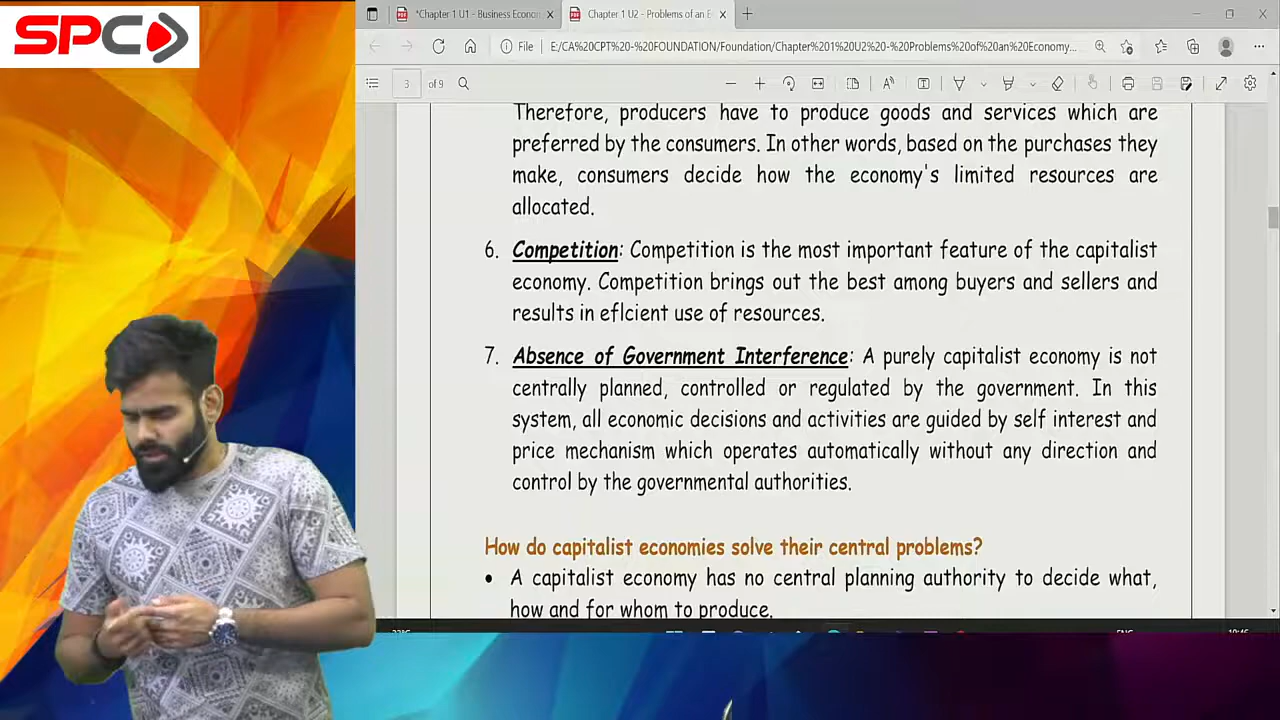 SPC
*Chapter 1 U1 - Business Econor
Chapter 1 U2 - Problems of an E
File
E:/CA%20CPT%20-%20FOUNDATION/Foundation/Chapter%201%20U2%20-%20Problems%20of%20an%20Economy...
3 of 9
Therefore, producers have to produce goods and services which are
preferred by the consumers. In other words, based on the purchases they
make, consumers decide how the economy's limited resources are
allocated.
6. Competition: Competition is the most important feature of the capitalist
economy. Competition brings out the best among buyers and sellers and
results in eflcient use of resources.
7. Absence of Government Interference: A purely capitalist economy is not
centrally planned, controlled or regulated by the government. In this
system, all economic decisions and activities are guided by self interest and
price mechanism which operates automatically without any direction and
control by the governmental authorities.
How do capitalist economies solve their central problems?
• A capitalist economy has no central planning authority to decide what,
how and for whom to produce.